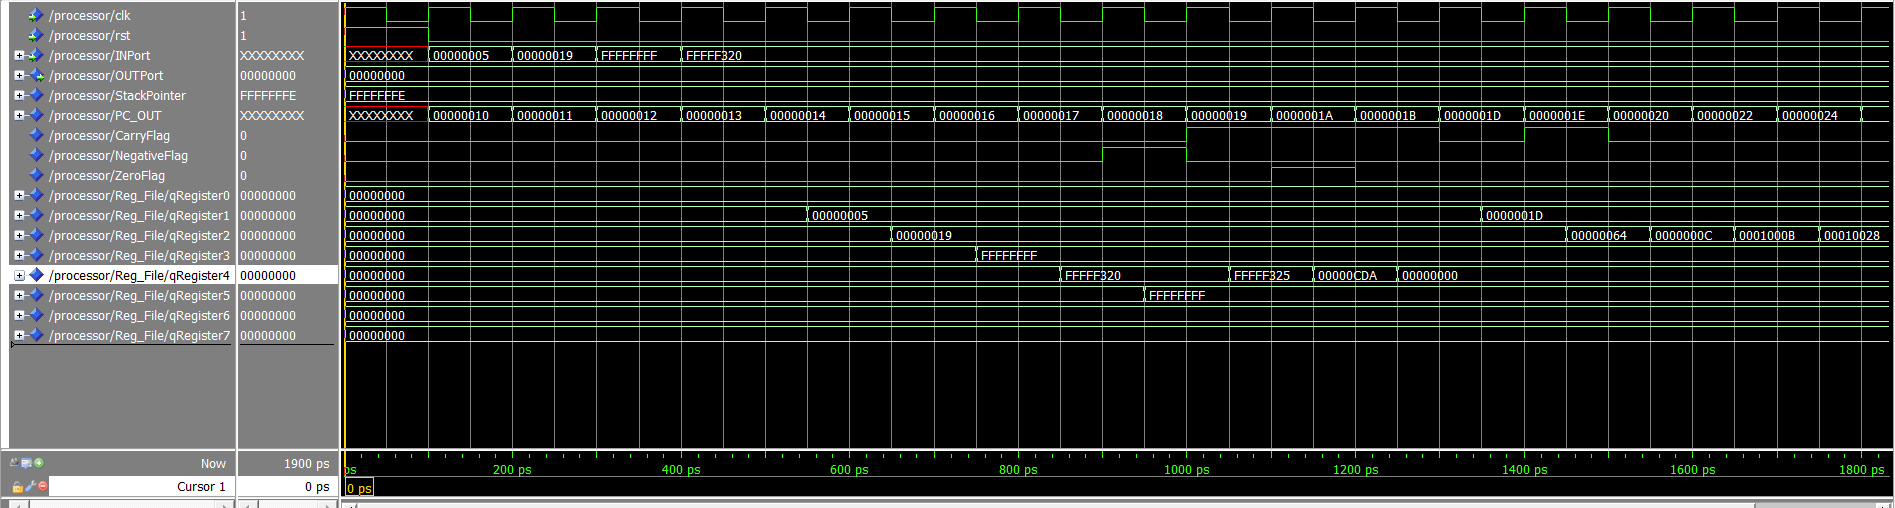 /processor/clk 1
/processor/rst 1
/processor/INPort XXXXXXXX XXXXXXXX 00000005 00000019 FFFFFFFF FFFFF320
/processor/OUTPort 00000000 00000000
/processor/StackPointer FFFFFFFE FFFFFFFE
/processor/PC_OUT XXXXXXXX XXXXXXXX 00000010 00000011 00000012 00000013 00000014 00000015 00000016 00000017 00000018 00000019 0000001A 0000001B 0000001D 0000001E 00000020 00000022 00000024
/processor/CarryFlag 0
/processor/NegativeFlag 0
/processor/ZeroFlag 0
/processor/Reg_File/qRegister0 00000000 00000000
/processor/Reg_File/qRegister1 00000000 00000000 00000005 0000001D
/processor/Reg_File/qRegister2 00000000 00000000 00000019 00000064 0000000C 0001000B 00010028
/processor/Reg_File/qRegister3 00000000 00000000 FFFFFFFF
/processor/Reg_File/qRegister4 00000000 00000000 FFFFF320 FFFFF325 00000CDA 00000000
/processor/Reg_File/qRegister5 00000000 00000000 FFFFFFFF
/processor/Reg_File/qRegister6 00000000 00000000
/processor/Reg_File/qRegister7 00000000 00000000
Now 1900 ps ps 200 ps 400 ps 600 ps 800 ps 1000 ps 1200 ps 1400 ps 1600 ps 1800 ps
Cursor 1 0 ps 0 ps